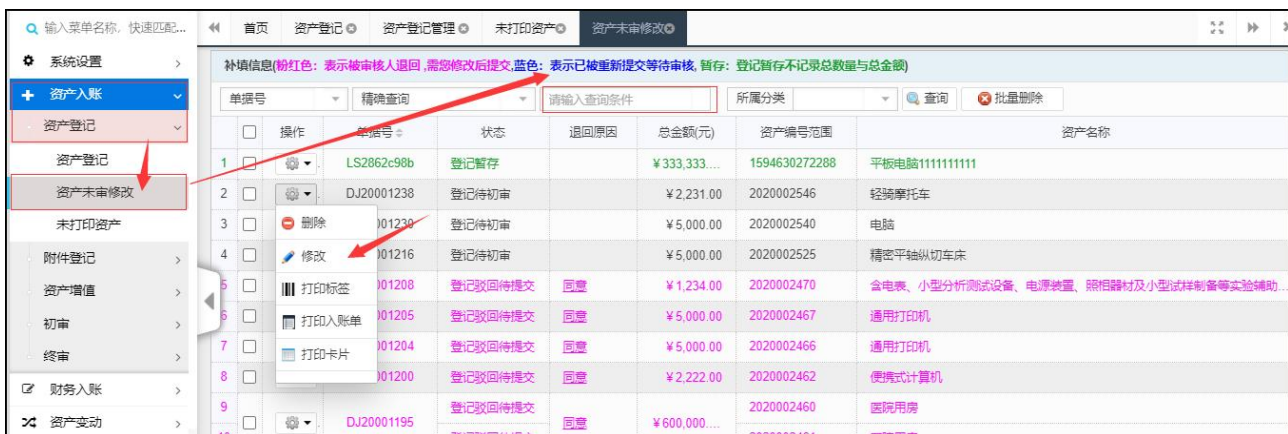 输入菜单名称，快速匹配...
首页 资产登记 资产登记管理 未打印资产 资产未审修改
系统设置
资产入账
资产登记
资产登记
资产未审修改
未打印资产
附件登记
资产增值
初审
终审
财务入账
资产变动
补填信息(粉红色：表示被审核人退回 ,需您修改后提交,蓝色：表示已被重新提交等待审核, 暂存：登记暂存不记录总数量与总金额)
单据号 精确查询 请输入查询条件 所属分类 查询 批量删除
操作 单据号 状态 退回原因 总金额(元) 资产编号范围 资产名称
1 LS2862c98b 登记暂存 ¥333,333.... 1594630272288 平板电脑1111111111
2 DJ20001238 登记待初审 ¥2,231.00 2020002546 轻骑摩托车
3 001230 登记待初审 ¥5,000.00 2020002540 电脑
4 001216 登记待初审 ¥5,000.00 2020002525 精密平轴纵切车床
5 001208 登记驳回待提交 同意 ¥1,234.00 2020002470 含电表、小型分析测试设备、电源装置、照相器材及小型试样制备等实验辅助...
6 001205 登记驳回待提交 同意 ¥5,000.00 2020002467 通用打印机
7 001204 登记驳回待提交 同意 ¥5,000.00 2020002466 通用打印机
8 001200 登记驳回待提交 同意 ¥2,222.00 2020002462 便携式计算机
9 DJ20001195 登记驳回待提交 同意 ¥600,000.... 2020002460 医院用房
删除
修改
打印标签
打印入账单
打印卡片